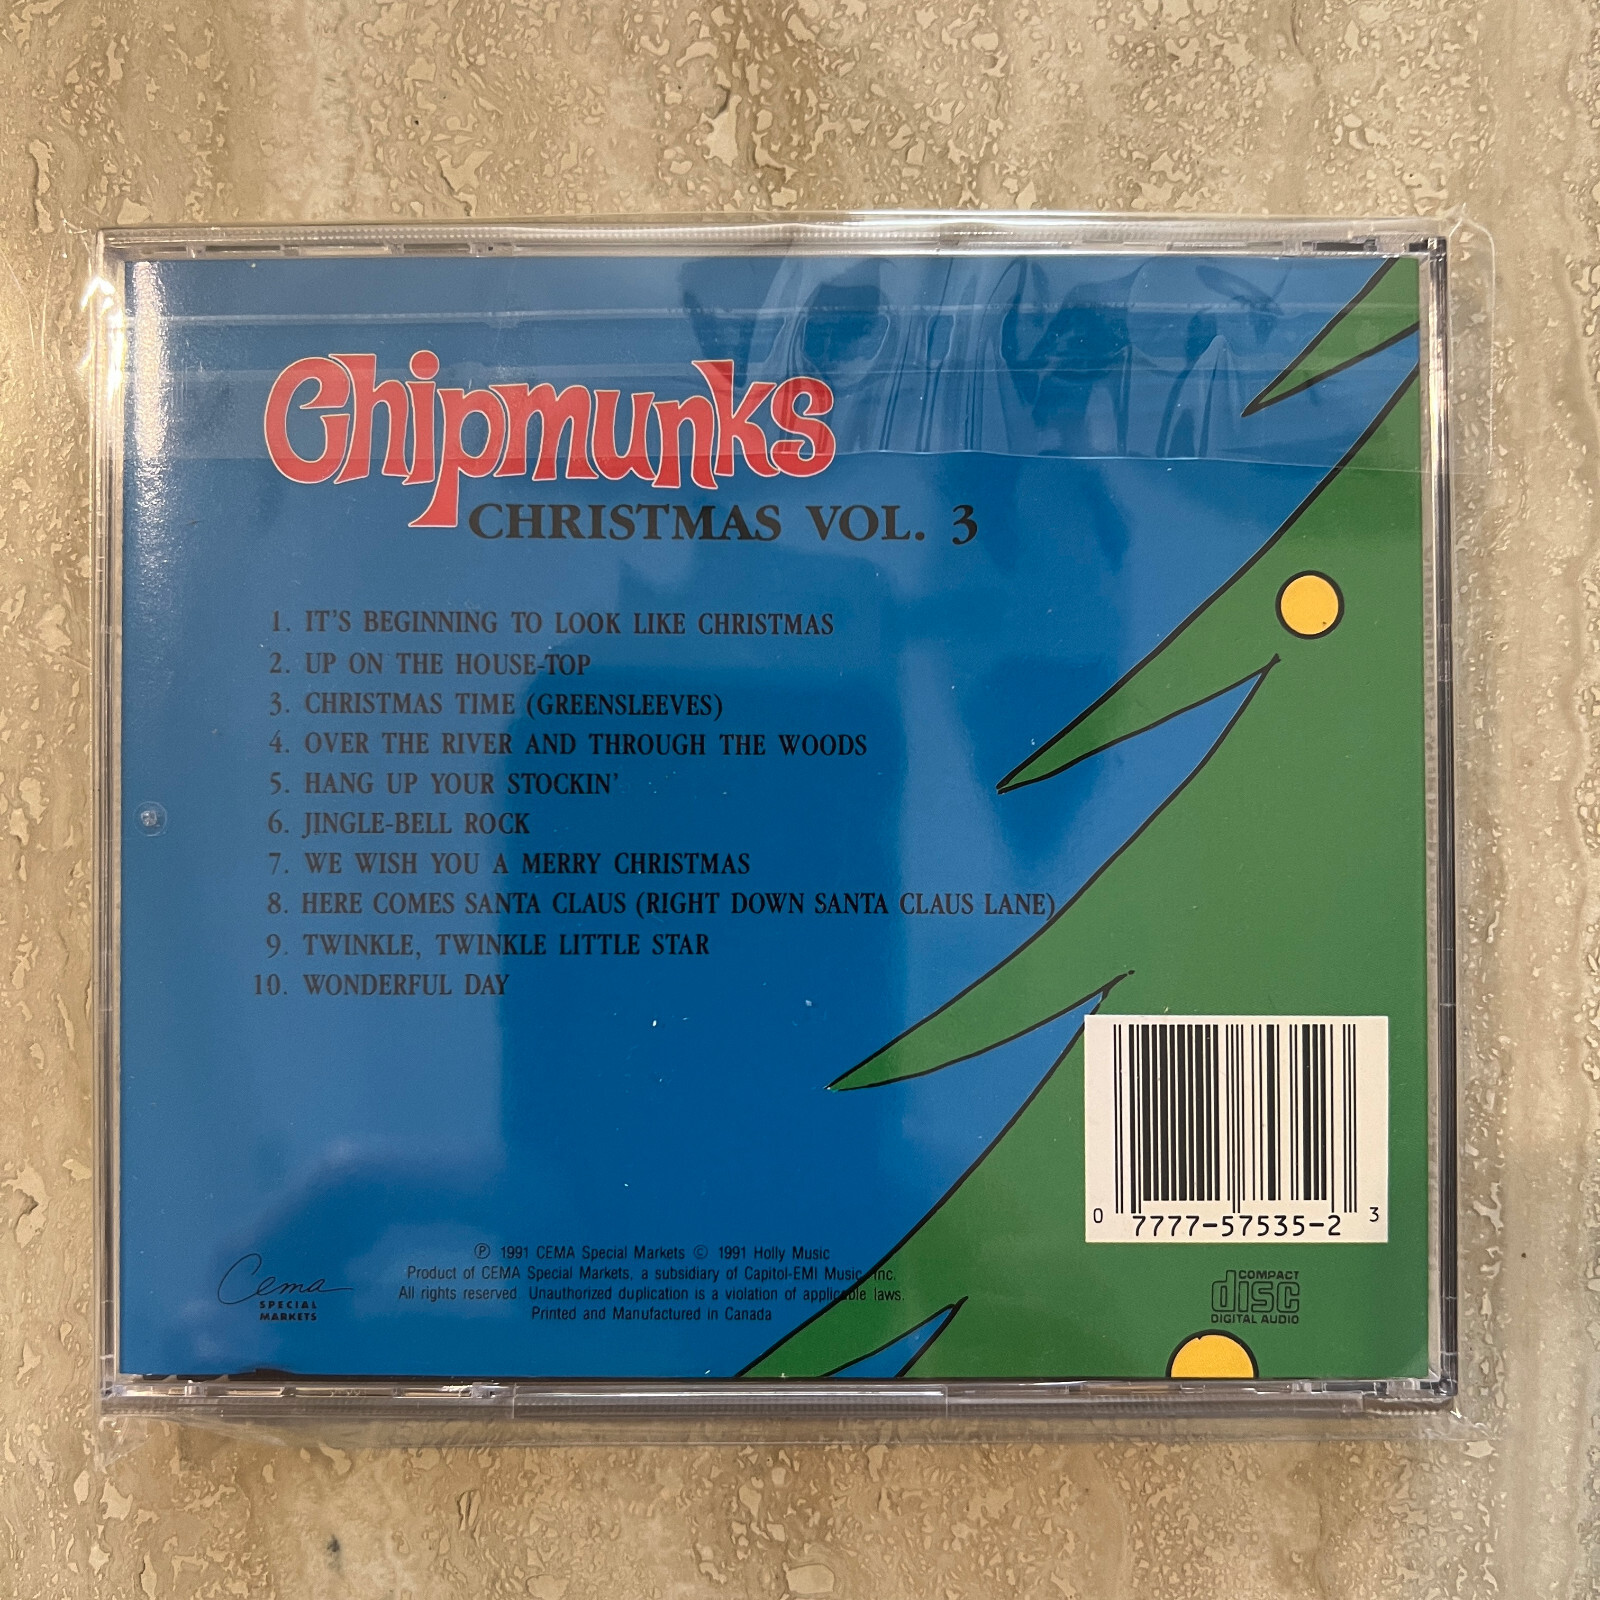 Chipmunks
CHRISTMAS VOL. 3
1. IT'S BEGINNING TO LOOK LIKE CHRISTMAS
2. UP ON THE HOUSE-TOP
3. CHRISTMAS TIME (GREENSLEEVES)
4. OVER THE RIVER AND THROUGH THE WOODS
5. HANG UP YOUR STOCKIN'
6. JINGLE-BELL ROCK
7. WE WISH YOU A MERRY CHRISTMAS
8. HERE COMES SANTA CLAUS (RIGHT DOWN SANTA CLAUS LANE)
9. TWINKLE, TWINKLE LITTLE STAR
10. WONDERFUL DAY
0 7777-57535-2 3
Cema
SPECIAL
MARKETS
℗ 1991 CEMA Special Markets © 1991 Holly Music
Product of CEMA Special Markets, a subsidiary of Capitol-EMI Music, Inc.
All rights reserved. Unauthorized duplication is a violation of applicable laws.
Printed and Manufactured in Canada
COMPACT
disc
DIGITAL AUDIO